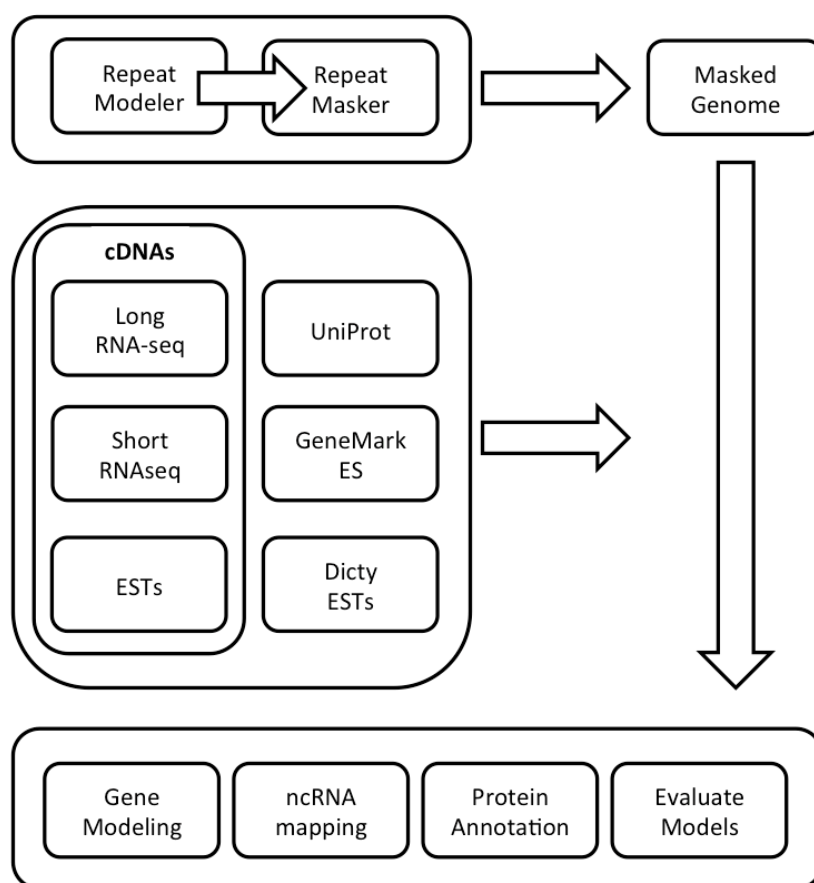 Repeat
Modeler
Repeat
Masker
Masked
Genome
cDNAs
Long
RNA-seq
UniProt
Short
RNAseq
GeneMark
ES
ESTs
Dicty
ESTs
Gene
Modeling
ncRNA
mapping
Protein
Annotation
Evaluate
Models